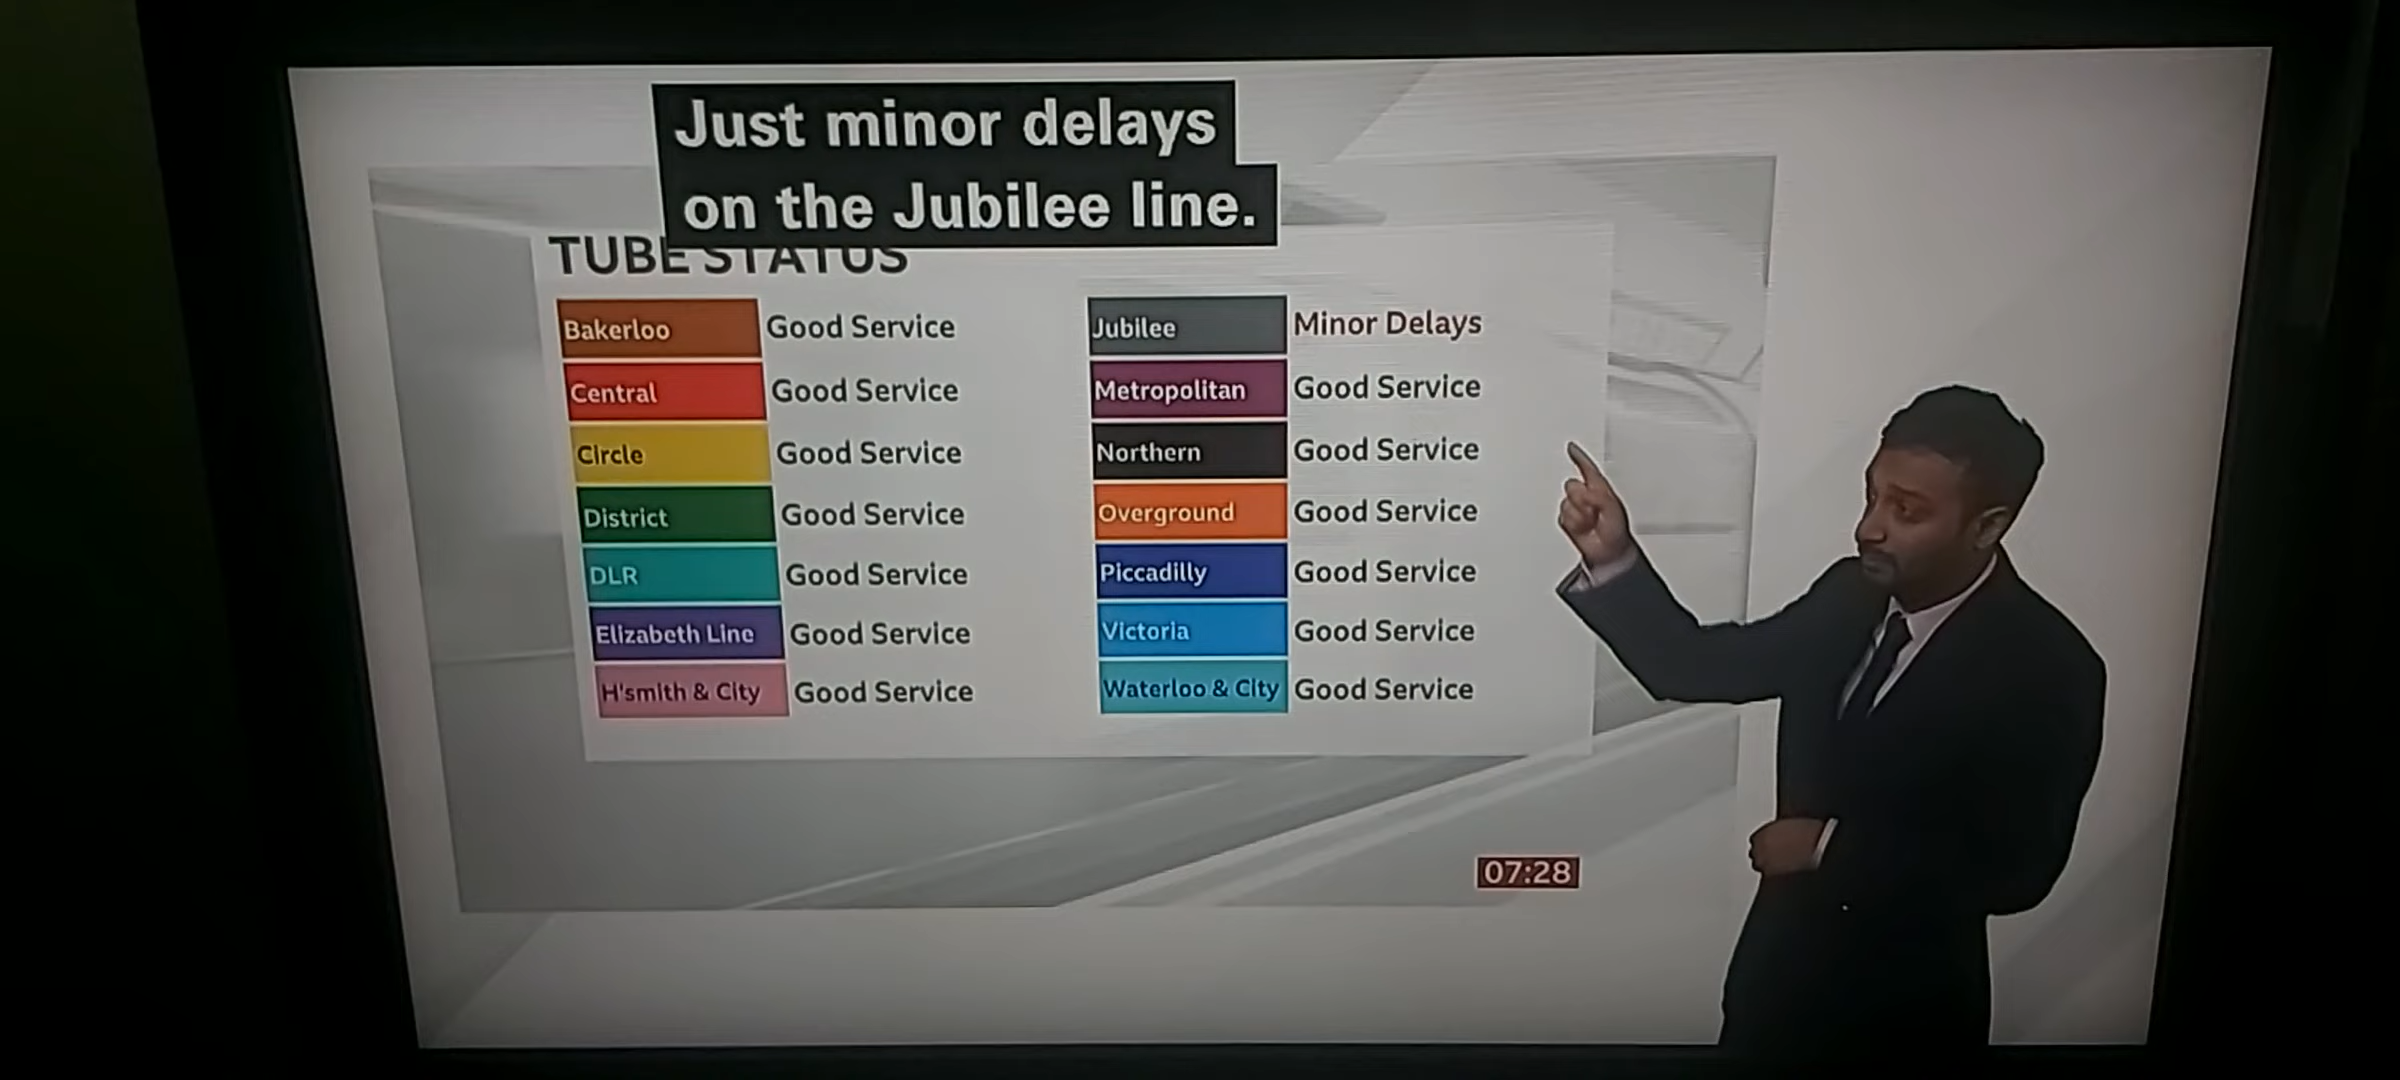 Just minor delays
on the Jubilee line.
TUBE STATUS
Bakerloo Good Service
Central Good Service
Circle Good Service
District Good Service
DLR Good Service
Elizabeth Line Good Service
H'smith & City Good Service
Jubilee Minor Delays
Metropolitan Good Service
Northern Good Service
Overground Good Service
Piccadilly Good Service
Victoria Good Service
Waterloo & City Good Service
07:28